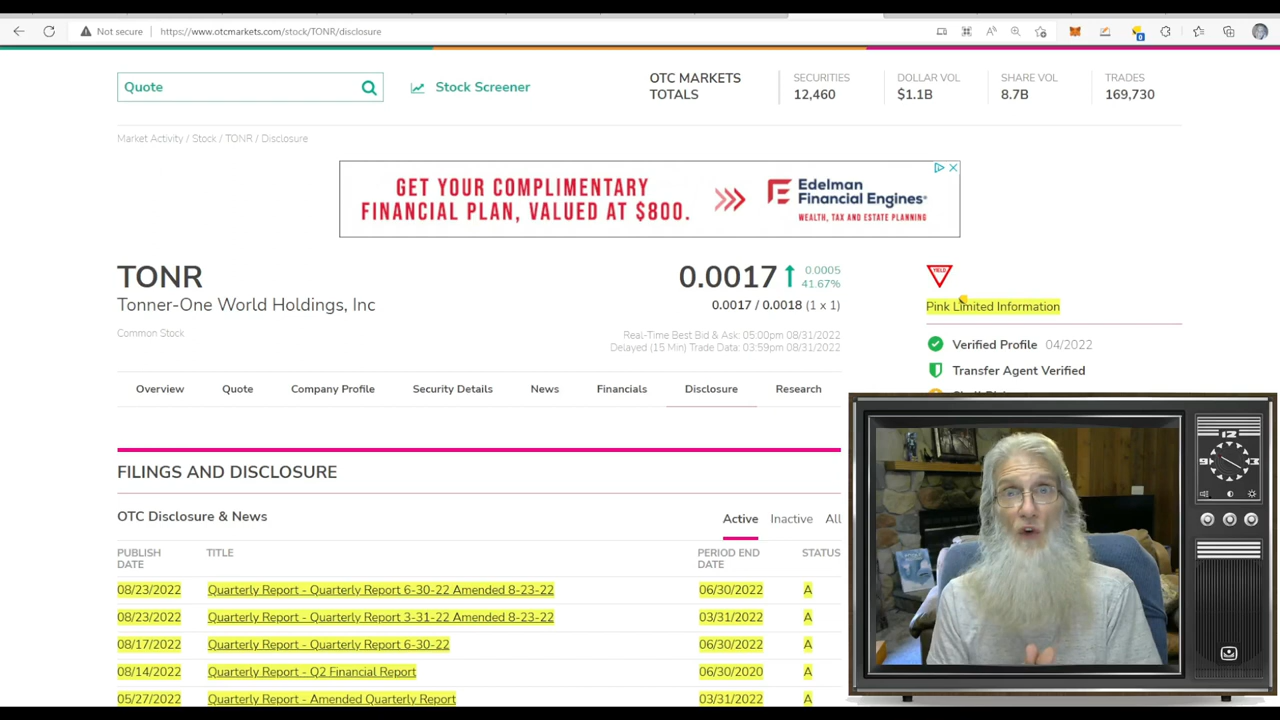 Not secure
https://www.otcmarkets.com/stock/TONR/disclosure
Quote
Stock Screener
OTC MARKETS
TOTALS
SECURITIES
12,460
DOLLAR VOL
$1.1B
SHARE VOL
8.7B
TRADES
169,730
Market Activity / Stock / TONR / Disclosure
GET YOUR COMPLIMENTARY
FINANCIAL PLAN, VALUED AT $800.
Edelman
Financial Engines
WEALTH, TAX AND ESTATE PLANNING
TONR
Tonner-One World Holdings, Inc
Common Stock
0.0017
0.0005
41.67%
0.0017 / 0.0018 (1 x 1)
Real-Time Best Bid & Ask: 05:00pm 08/31/2022
Delayed (15 Min) Trade Data: 03:59pm 08/31/2022
YIELD
Pink Limited Information
Verified Profile 04/2022
Transfer Agent Verified
Overview Quote Company Profile Security Details News Financials Disclosure Research
FILINGS AND DISCLOSURE
OTC Disclosure & News
Active Inactive All
PUBLISH
DATE
TITLE
PERIOD END
DATE
STATUS
08/23/2022 Quarterly Report - Quarterly Report 6-30-22 Amended 8-23-22 06/30/2022 A
08/23/2022 Quarterly Report - Quarterly Report 3-31-22 Amended 8-23-22 03/31/2022 A
08/17/2022 Quarterly Report - Quarterly Report 6-30-22 06/30/2022 A
08/14/2022 Quarterly Report - Q2 Financial Report 06/30/2020 A
05/27/2022 Quarterly Report - Amended Quarterly Report 03/31/2022 A
12
9
3
0